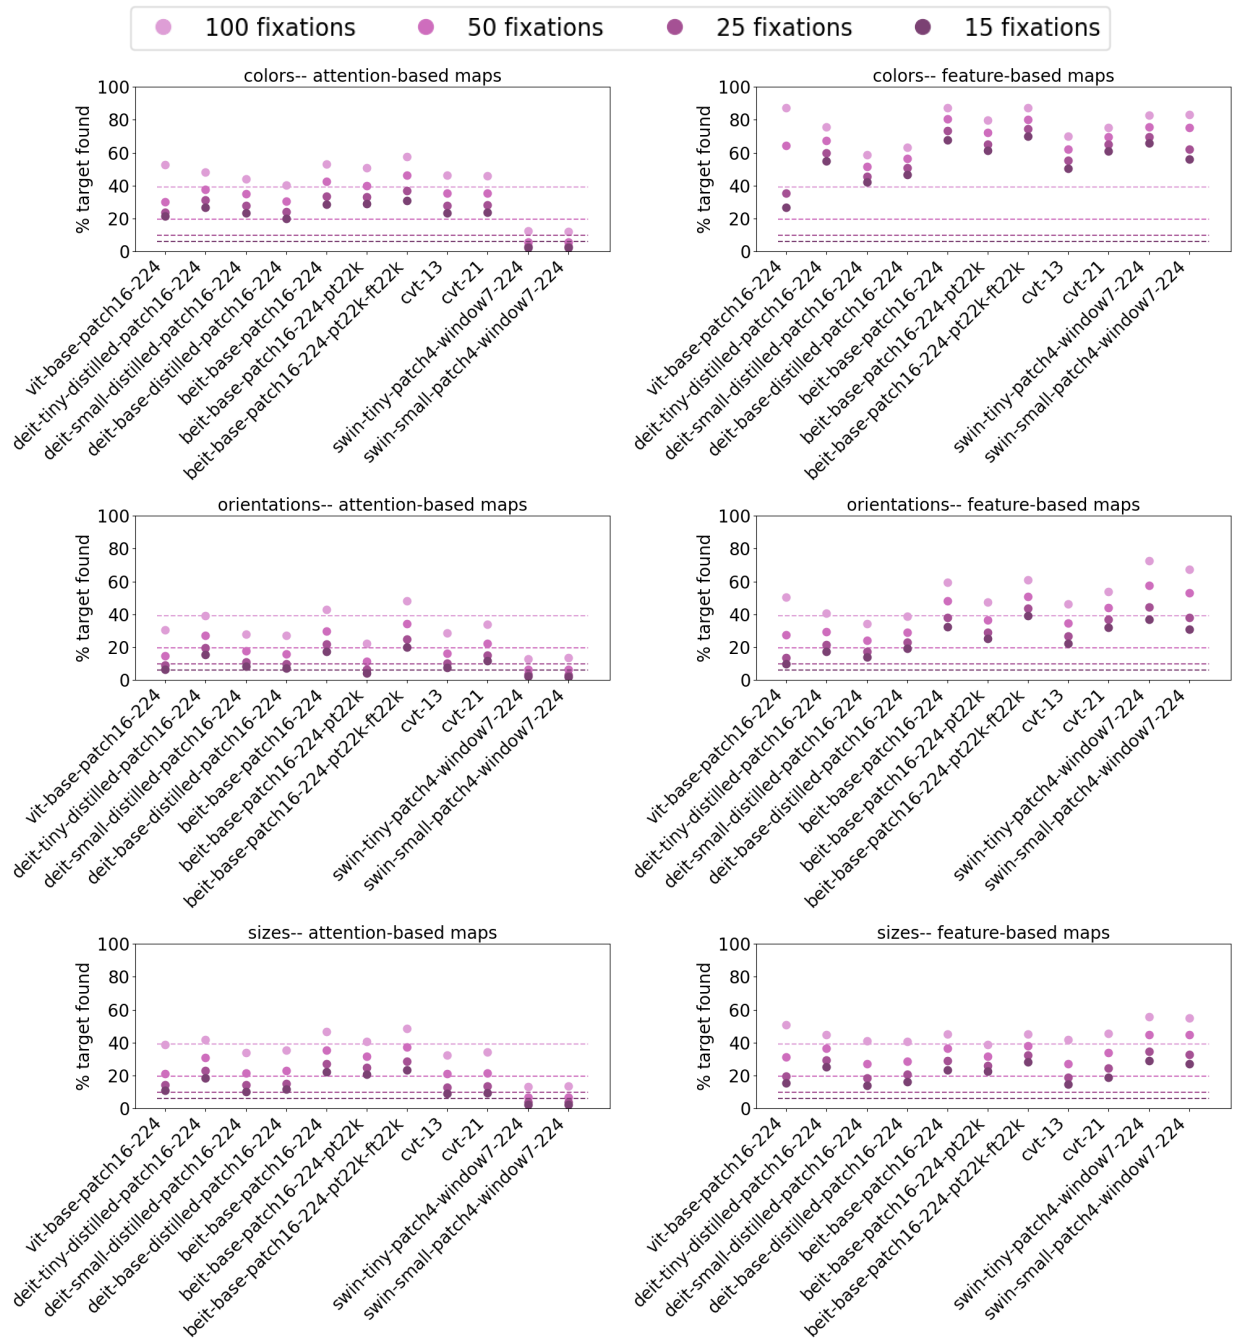 100 fixations 50 fixations 25 fixations 15 fixations
colors-- attention-based maps
% target found
100
80
60
40
20
0
vit-base-patch16-224
deit-tiny-distilled-patch16-224
deit-small-distilled-patch16-224
deit-base-distilled-patch16-224
beit-base-patch16-224
beit-base-patch16-224-pt22k
beit-base-patch16-224-pt22k-ft22k
cvt-13
cvt-21
swin-tiny-patch4-window7-224
swin-small-patch4-window7-224
colors-- feature-based maps
% target found
100
80
60
40
20
0
vit-base-patch16-224
deit-tiny-distilled-patch16-224
deit-small-distilled-patch16-224
deit-base-distilled-patch16-224
beit-base-patch16-224
beit-base-patch16-224-pt22k
beit-base-patch16-224-pt22k-ft22k
cvt-13
cvt-21
swin-tiny-patch4-window7-224
swin-small-patch4-window7-224
orientations-- attention-based maps
% target found
100
80
60
40
20
0
vit-base-patch16-224
deit-tiny-distilled-patch16-224
deit-small-distilled-patch16-224
deit-base-distilled-patch16-224
beit-base-patch16-224
beit-base-patch16-224-pt22k
beit-base-patch16-224-pt22k-ft22k
cvt-13
cvt-21
swin-tiny-patch4-window7-224
swin-small-patch4-window7-224
orientations-- feature-based maps
% target found
100
80
60
40
20
0
vit-base-patch16-224
deit-tiny-distilled-patch16-224
deit-small-distilled-patch16-224
deit-base-distilled-patch16-224
beit-base-patch16-224
beit-base-patch16-224-pt22k
beit-base-patch16-224-pt22k-ft22k
cvt-13
cvt-21
swin-tiny-patch4-window7-224
swin-small-patch4-window7-224
sizes-- attention-based maps
% target found
100
80
60
40
20
0
vit-base-patch16-224
deit-tiny-distilled-patch16-224
deit-small-distilled-patch16-224
deit-base-distilled-patch16-224
beit-base-patch16-224
beit-base-patch16-224-pt22k
beit-base-patch16-224-pt22k-ft22k
cvt-13
cvt-21
swin-tiny-patch4-window7-224
swin-small-patch4-window7-224
sizes-- feature-based maps
% target found
100
80
60
40
20
0
vit-base-patch16-224
deit-tiny-distilled-patch16-224
deit-small-distilled-patch16-224
deit-base-distilled-patch16-224
beit-base-patch16-224
beit-base-patch16-224-pt22k
beit-base-patch16-224-pt22k-ft22k
cvt-13
cvt-21
swin-tiny-patch4-window7-224
swin-small-patch4-window7-224